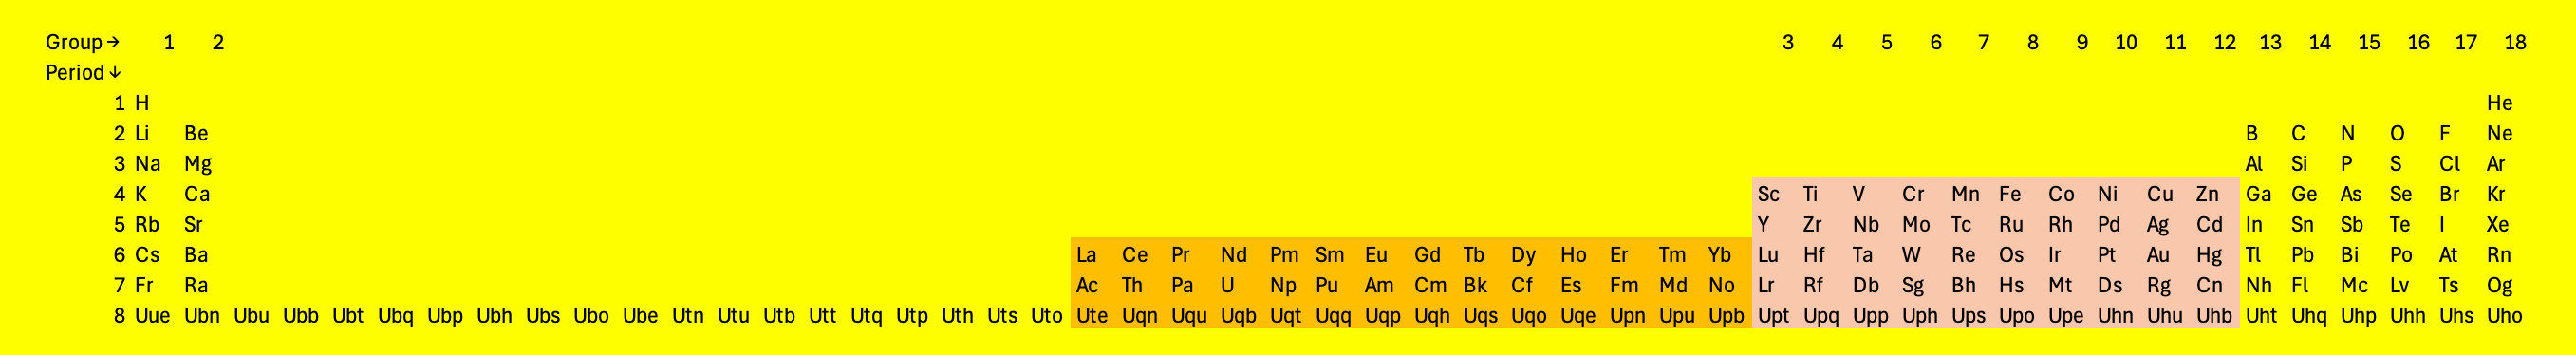 Group → 1 2 3 4 5 6 7 8 9 10 11 12 13 14 15 16 17 18
Period ↓
1 H He
2 Li Be B C N O F Ne
3 Na Mg Al Si P S Cl Ar
4 K Ca Sc Ti V Cr Mn Fe Co Ni Cu Zn Ga Ge As Se Br Kr
5 Rb Sr Y Zr Nb Mo Tc Ru Rh Pd Ag Cd In Sn Sb Te I Xe
6 Cs Ba La Ce Pr Nd Pm Sm Eu Gd Tb Dy Ho Er Tm Yb Lu Hf Ta W Re Os Ir Pt Au Hg Tl Pb Bi Po At Rn
7 Fr Ra Ac Th Pa U Np Pu Am Cm Bk Cf Es Fm Md No Lr Rf Db Sg Bh Hs Mt Ds Rg Cn Nh Fl Mc Lv Ts Og
8 Uue Ubn Ubu Ubb Ubt Ubq Ubp Ubh Ubs Ubo Ube Utn Utu Utb Utt Utq Utp Uth Uts Uto Ute Uqn Uqu Uqb Uqt Uqq Uqp Uqh Uqs Uqo Uqe Upn Upu Upb Upt Upq Upp Uph Ups Upo Upe Uhn Uhu Uhb Uht Uhq Uhp Uhh Uhs Uho